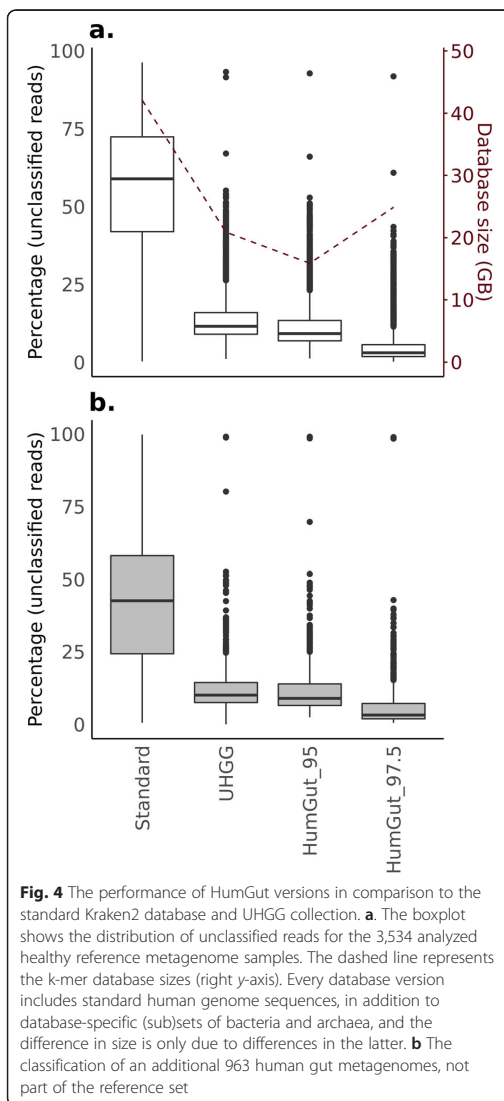 a.
Percentage (unclassified reads)
100
75
50
25
0
50
40
30
20
10
0
Database size (GB)
b.
Percentage (unclassified reads)
100
75
50
25
0
Standard
UHGG
HumGut_95
HumGut_97.5
Fig. 4 The performance of HumGut versions in comparison to the
standard Kraken2 database and UHGG collection. a. The boxplot
shows the distribution of unclassified reads for the 3,534 analyzed
healthy reference metagenome samples. The dashed line represents
the k-mer database sizes (right y-axis). Every database version
includes standard human genome sequences, in addition to
database-specific (sub)sets of bacteria and archaea, and the
difference in size is only due to differences in the latter. b The
classification of an additional 963 human gut metagenomes, not
part of the reference set